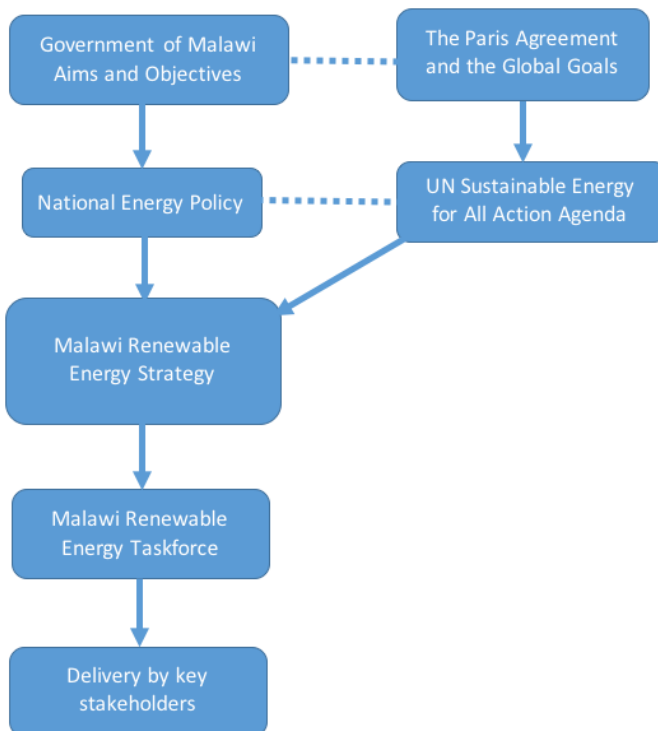 Government of Malawi
Aims and Objectives
The Paris Agreement
and the Global Goals
National Energy Policy
UN Sustainable Energy
for All Action Agenda
Malawi Renewable
Energy Strategy
Malawi Renewable
Energy Taskforce
Delivery by key
stakeholders